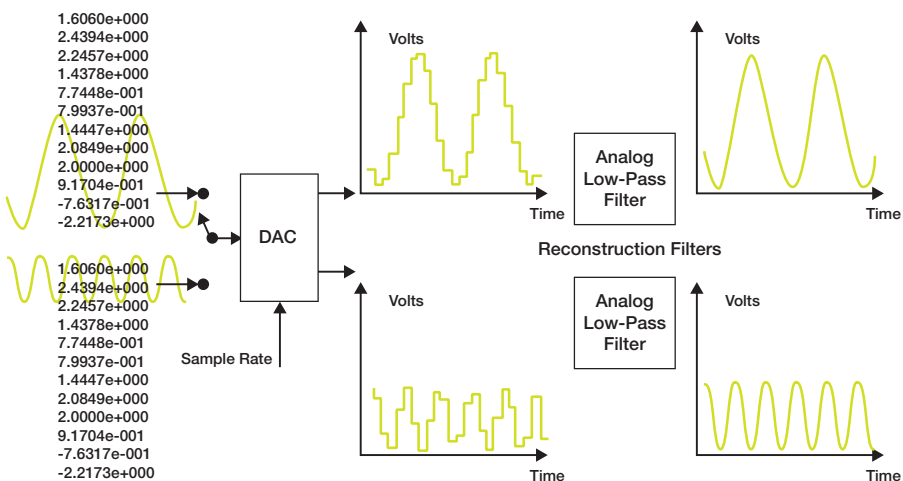 1.6060e+000
2.4394e+000
2.2457e+000
1.4378e+000
7.7448e-001
7.9937e-001
1.4447e+000
2.0849e+000
2.0000e+000
9.1704e-001
-7.6317e-001
-2.2173e+000
1.6060e+000
2.4394e+000
2.2457e+000
1.4378e+000
7.7448e-001
7.9937e-001
1.4447e+000
2.0849e+000
2.0000e+000
9.1704e-001
-7.6317e-001
-2.2173e+000
DAC
Sample Rate
Volts
Time
Volts
Time
Analog
Low-Pass
Filter
Reconstruction Filters
Analog
Low-Pass
Filter
Volts
Time
Volts
Time